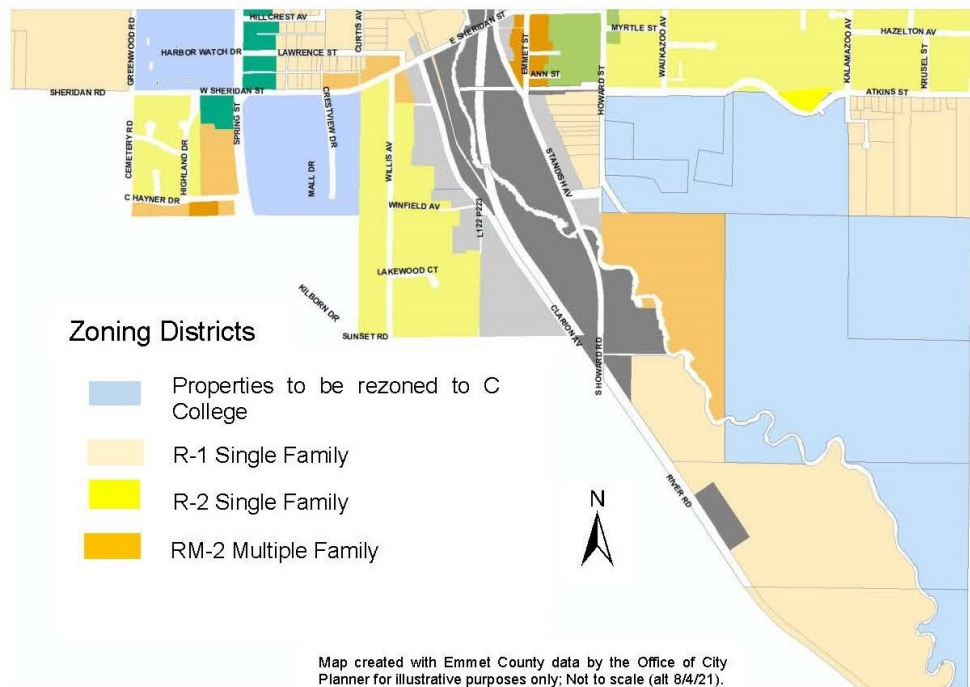 HILLCREST AV
E SHERIDAN ST
MYRTLE ST
HAZELTON AV
GREENWOOD RD
HARBOR WATCH DR
LAWRENCE ST
CURTIS AV
EMMET ST
ANN ST
HOWARD ST
WAUKAZOO AV
KALAMAZOO AV
KRUSEL ST
SHERIDAN RD
W SHERIDAN ST
ATKINS ST
CEMETERY RD
HIGHLAND DR
SPRING ST
CRESTVIEW DR
MALL DR
WILLIS AV
STANDISH AV
C HAYNER DR
WINFIELD AV
L122 P223
LAKEWOOD CT
KILBORN DR
SUNSET RD
CLARION AV
S HOWARD RD
RIVER RD
Zoning Districts
Properties to be rezoned to C
College
R-1 Single Family
R-2 Single Family
RM-2 Multiple Family
N
Map created with Emmet County data by the Office of City
Planner for illustrative purposes only; Not to scale (alt 8/4/21).